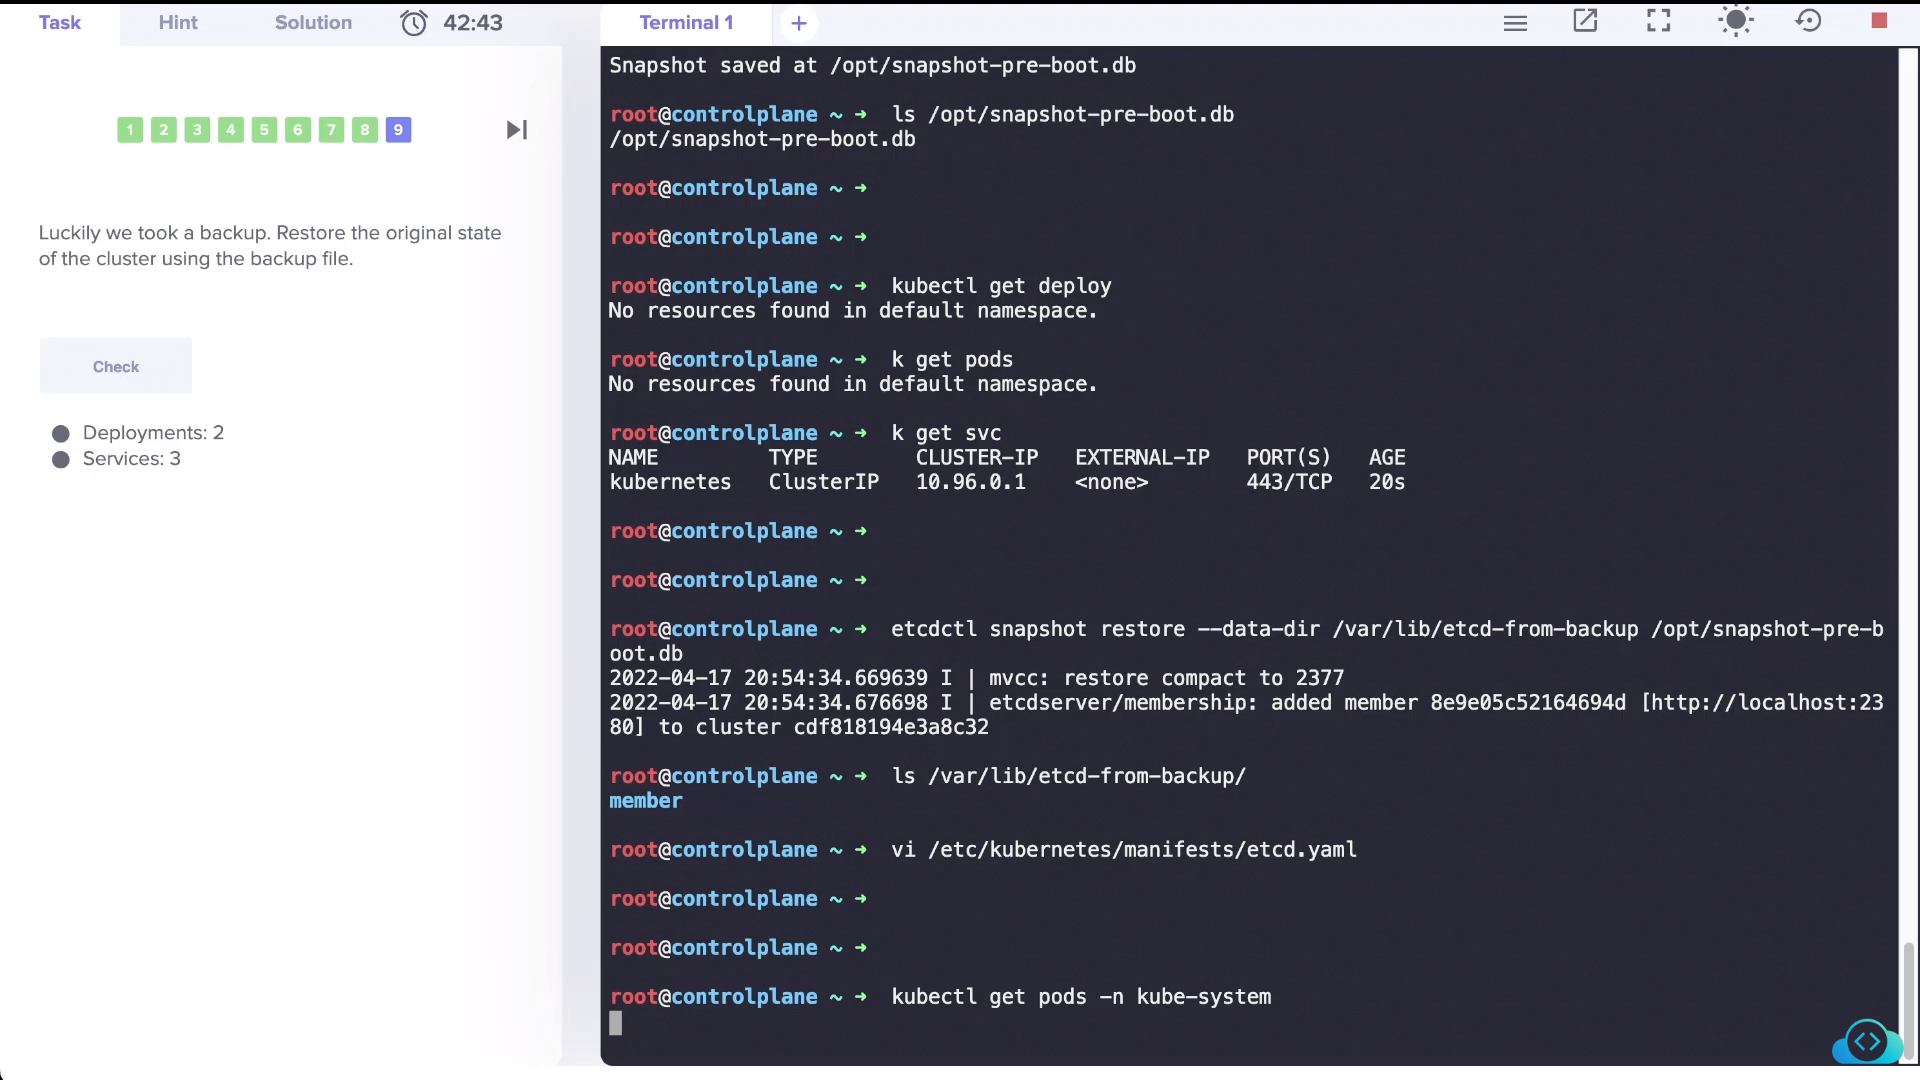 Task
Hint
Solution
42:43
Terminal 1
+
1 2 3 4 5 6 7 8 9
Luckily we took a backup. Restore the original state
of the cluster using the backup file.
Check
Deployments: 2
Services: 3
Snapshot saved at /opt/snapshot-pre-boot.db
root@controlplane ~ ➜  ls /opt/snapshot-pre-boot.db
/opt/snapshot-pre-boot.db
root@controlplane ~ ➜
root@controlplane ~ ➜
root@controlplane ~ ➜  kubectl get deploy
No resources found in default namespace.
root@controlplane ~ ➜  k get pods
No resources found in default namespace.
root@controlplane ~ ➜  k get svc
NAME         TYPE        CLUSTER-IP   EXTERNAL-IP   PORT(S)   AGE
kubernetes   ClusterIP   10.96.0.1    <none>        443/TCP   20s
root@controlplane ~ ➜
root@controlplane ~ ➜
root@controlplane ~ ➜  etcdctl snapshot restore --data-dir /var/lib/etcd-from-backup /opt/snapshot-pre-b
oot.db
2022-04-17 20:54:34.669639 I | mvcc: restore compact to 2377
2022-04-17 20:54:34.676698 I | etcdserver/membership: added member 8e9e05c52164694d [http://localhost:23
80] to cluster cdf818194e3a8c32
root@controlplane ~ ➜  ls /var/lib/etcd-from-backup/
member
root@controlplane ~ ➜  vi /etc/kubernetes/manifests/etcd.yaml
root@controlplane ~ ➜
root@controlplane ~ ➜
root@controlplane ~ ➜  kubectl get pods -n kube-system